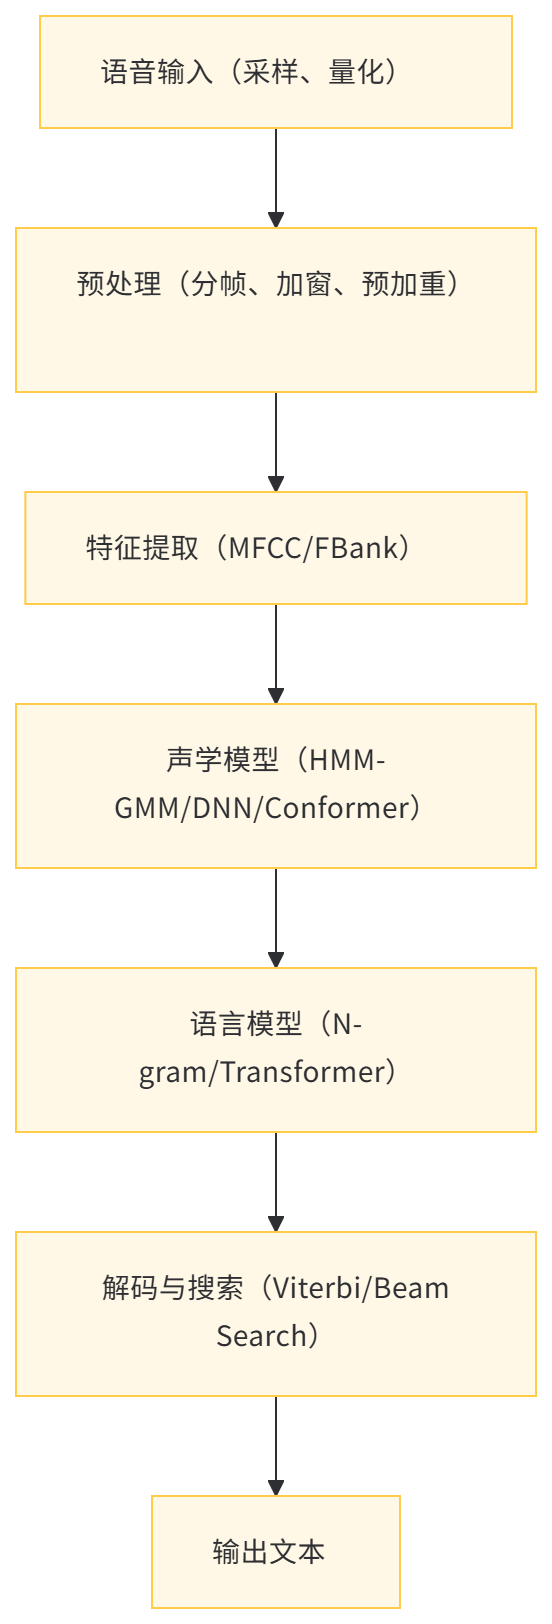 语音输入（采样、量化）
预处理（分帧、加窗、预加重）
特征提取（MFCC/FBank）
声学模型（HMM-
GMM/DNN/Conformer）
语言模型（N-
gram/Transformer）
解码与搜索（Viterbi/Beam
Search）
输出文本